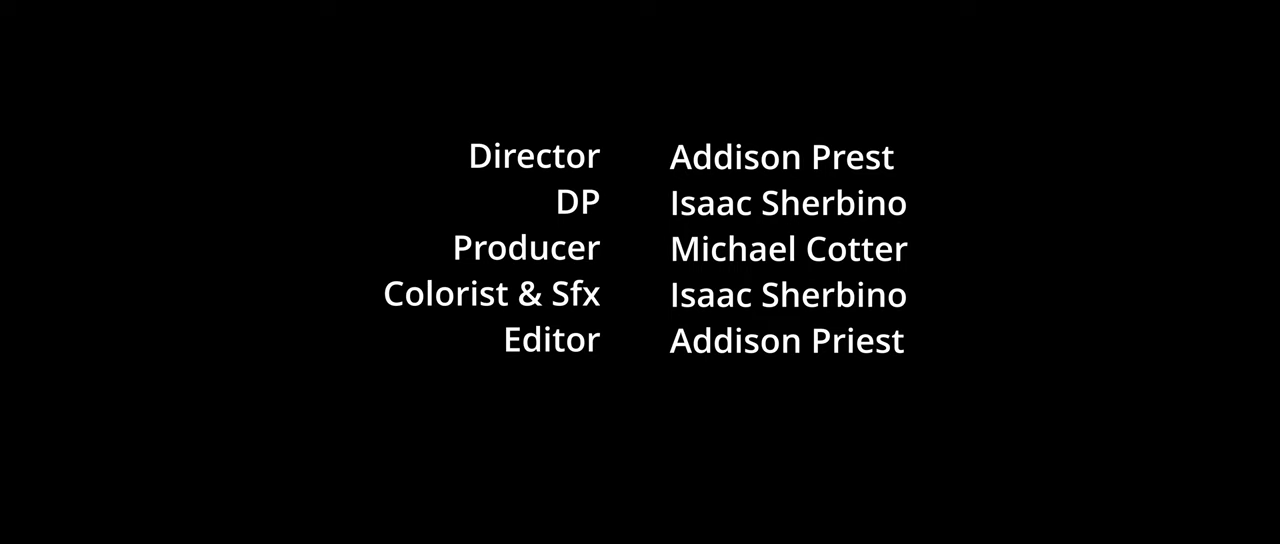 Director Addison Prest
DP Isaac Sherbino
Producer Michael Cotter
Colorist & Sfx Isaac Sherbino
Editor Addison Priest